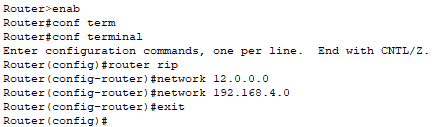 Router>enab
Router#conf term
Router#conf terminal
Enter configuration commands, one per line.  End with CNTL/Z.
Router(config)#router rip
Router(config-router)#network 12.0.0.0
Router(config-router)#network 192.168.4.0
Router(config-router)#exit
Router(config)#